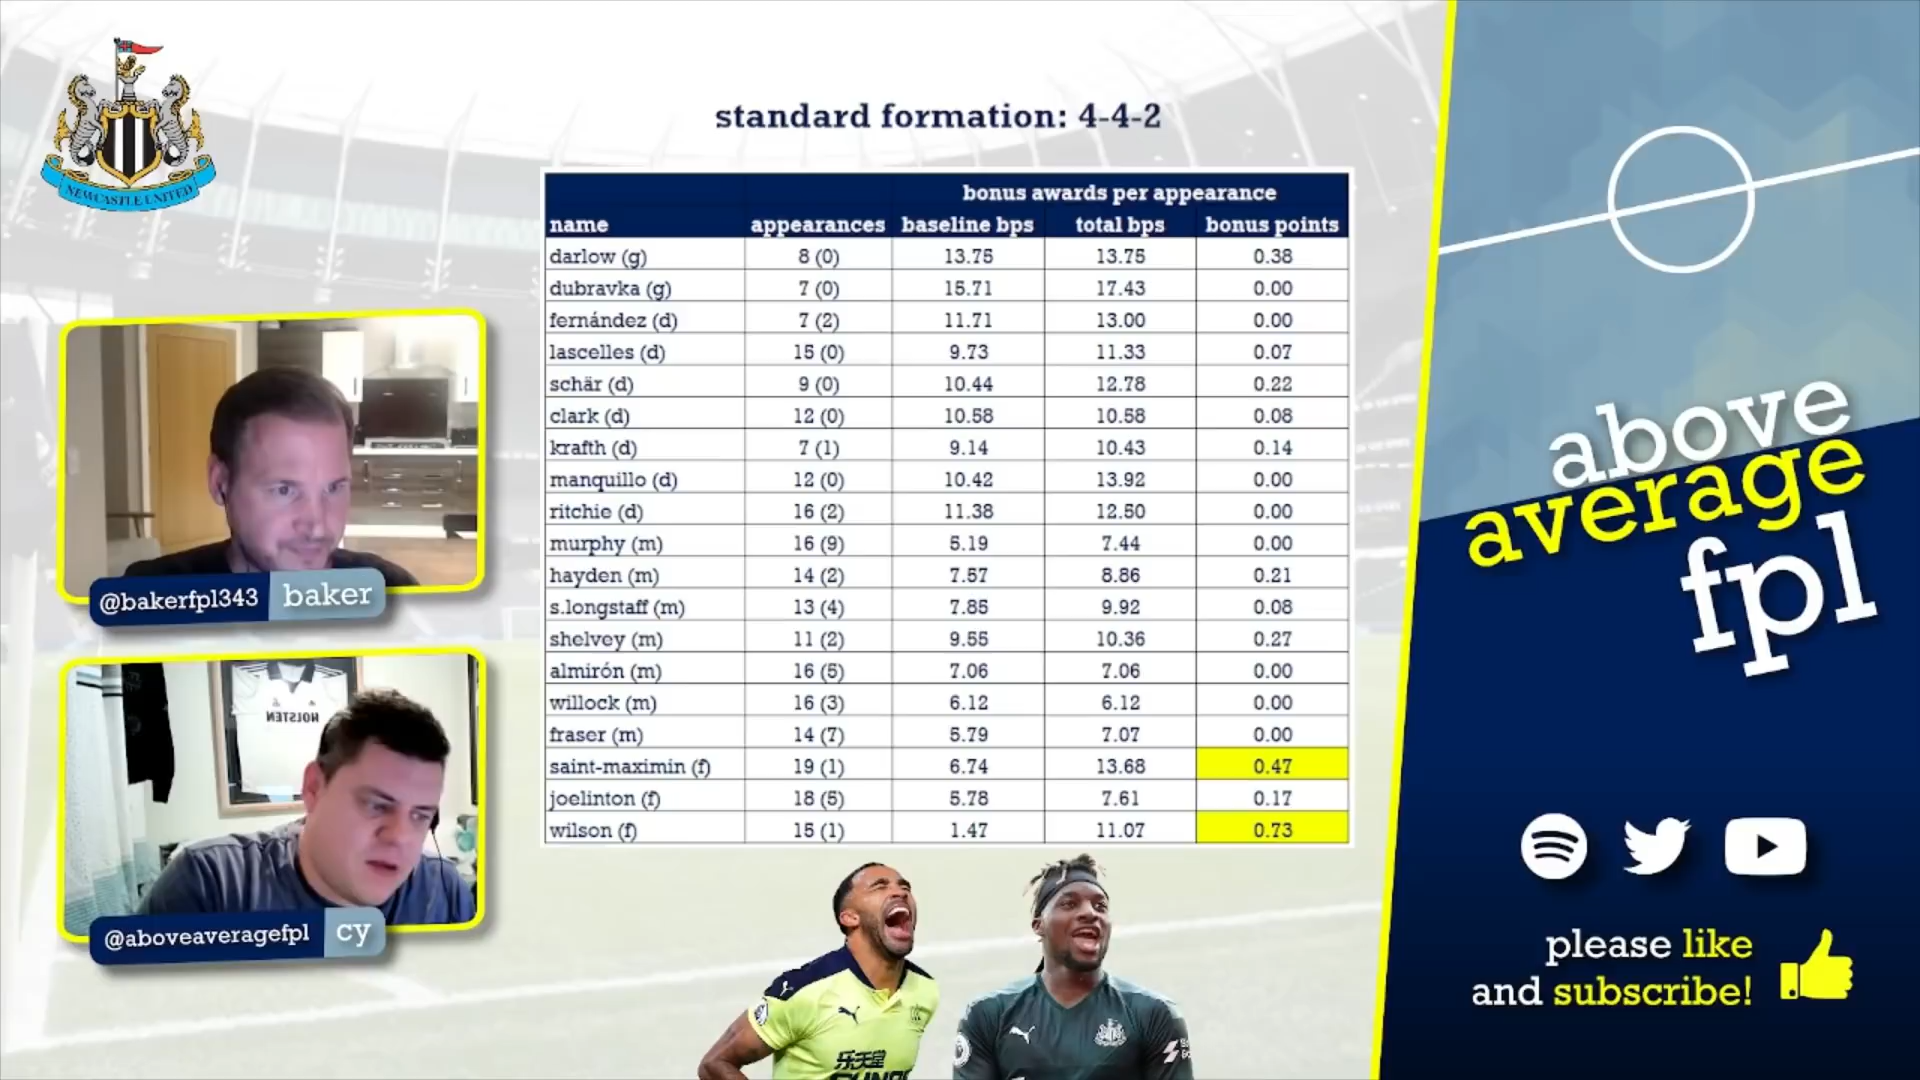 NEWCASTLE UNITED
standard formation: 4-4-2
bonus awards per appearance
name appearances baseline bps total bps bonus points
darlow (g) 8 (0) 13.75 13.75 0.38
dubravka (g) 7 (0) 15.71 17.43 0.00
fernández (d) 7 (2) 11.71 13.00 0.00
lascelles (d) 15 (0) 9.73 11.33 0.07
schär (d) 9 (0) 10.44 12.78 0.22
clark (d) 12 (0) 10.58 10.58 0.08
krafth (d) 7 (1) 9.14 10.43 0.14
manquillo (d) 12 (0) 10.42 13.92 0.00
ritchie (d) 16 (2) 11.38 12.50 0.00
murphy (m) 16 (9) 5.19 7.44 0.00
hayden (m) 14 (2) 7.57 8.86 0.21
s.longstaff (m) 13 (4) 7.85 9.92 0.08
shelvey (m) 11 (2) 9.55 10.36 0.27
almirón (m) 16 (5) 7.06 7.06 0.00
willock (m) 16 (3) 6.12 6.12 0.00
fraser (m) 14 (7) 5.79 7.07 0.00
saint-maximin (f) 19 (1) 6.74 13.68 0.47
joelinton (f) 18 (5) 5.78 7.61 0.17
wilson (f) 15 (1) 1.47 11.07 0.73
@bakerfpl343 baker
HOLSTEN
@aboveaveragefpl cy
乐天堂
above
average
fpl
please like
and subscribe!